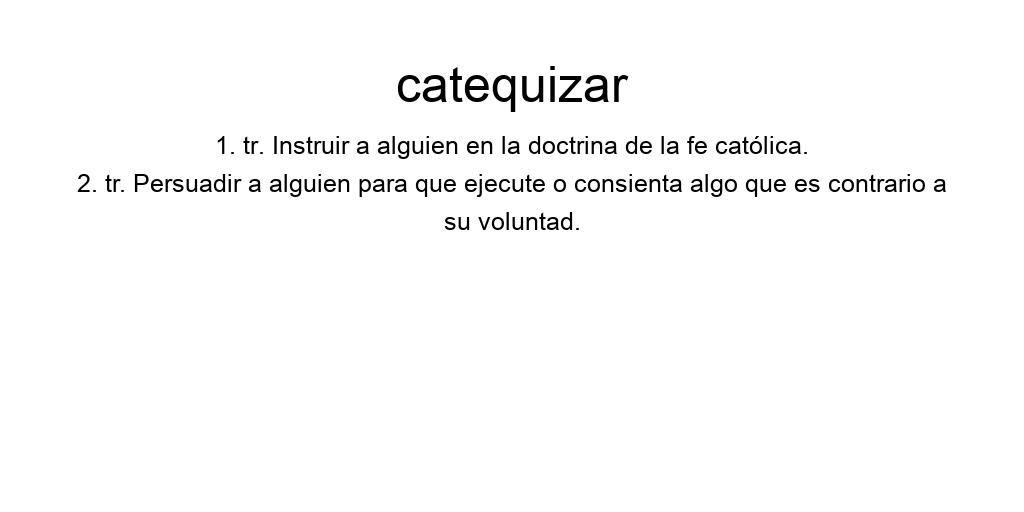 catequizar
1. tr. Instruir a alguien en la doctrina de la fe católica.
2. tr. Persuadir a alguien para que ejecute o consienta algo que es contrario a
su voluntad.